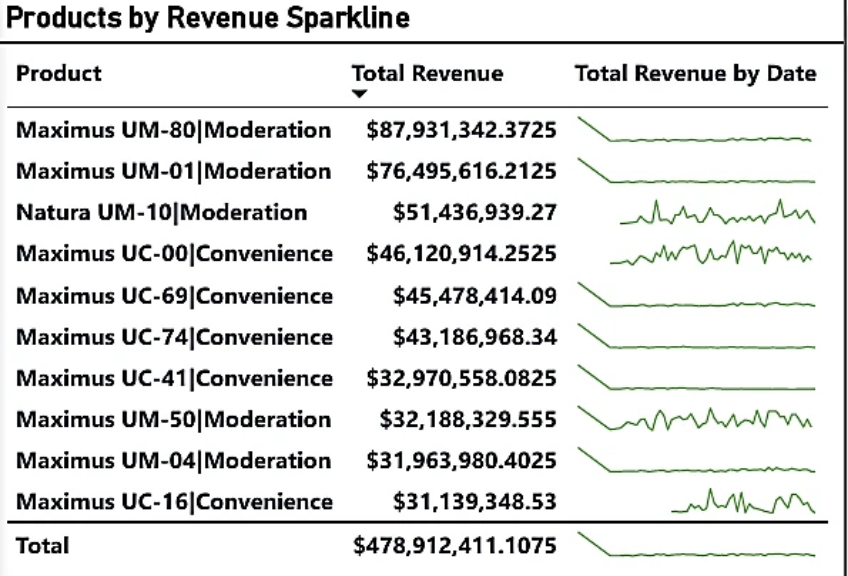 Products by Revenue Sparkline
Product Total Revenue Total Revenue by Date
Maximus UM-80|Moderation $87,931,342.3725
Maximus UM-01|Moderation $76,495,616.2125
Natura UM-10|Moderation $51,436,939.27
Maximus UC-00|Convenience $46,120,914.2525
Maximus UC-69|Convenience $45,478,414.09
Maximus UC-74|Convenience $43,186,968.34
Maximus UC-41|Convenience $32,970,558.0825
Maximus UM-50|Moderation $32,188,329.555
Maximus UM-04|Moderation $31,963,980.4025
Maximus UC-16|Convenience $31,139,348.53
Total $478,912,411.1075